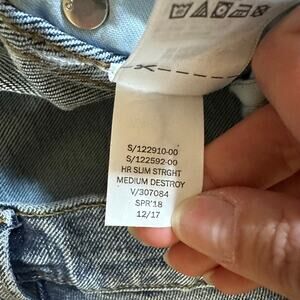 S/122910-00
S/122592-00
HR SLIM STRGHT
MEDIUM DESTROY
V/307084
SPR'18
12/17